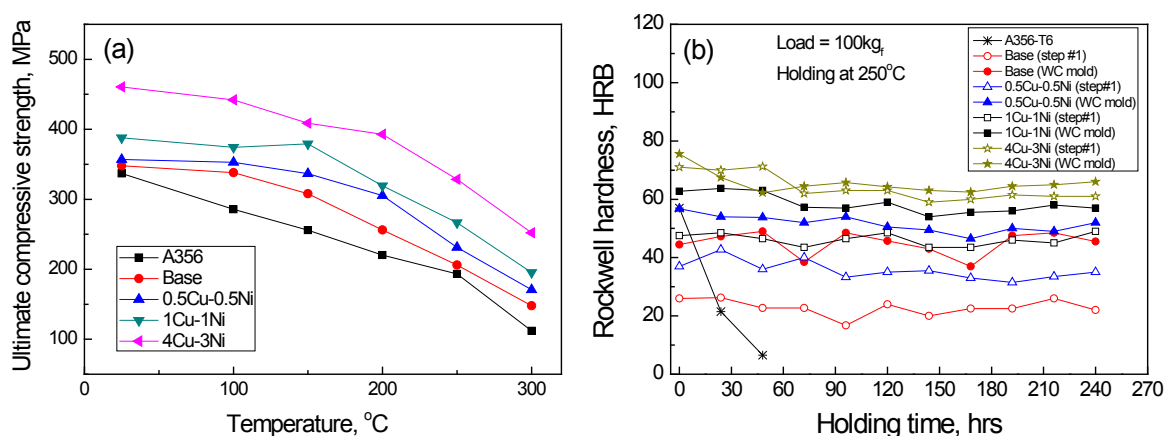 (a)
Ultimate compressive strength, MPa
500
400
300
200
100
A356
Base
0.5Cu-0.5Ni
1Cu-1Ni
4Cu-3Ni
0 100 200 300
Temperature, °C
(b)
Load = 100kgf
Holding at 250°C
A356-T6
Base (step #1)
Base (WC mold)
0.5Cu-0.5Ni (step#1)
0.5Cu-0.5Ni (WC mold)
1Cu-1Ni (step#1)
1Cu-1Ni (WC mold)
4Cu-3Ni (step#1)
4Cu-3Ni (WC mold)
Rockwell hardness, HRB
120
100
80
60
40
20
0
0 30 60 90 120 150 180 210 240 270
Holding time, hrs